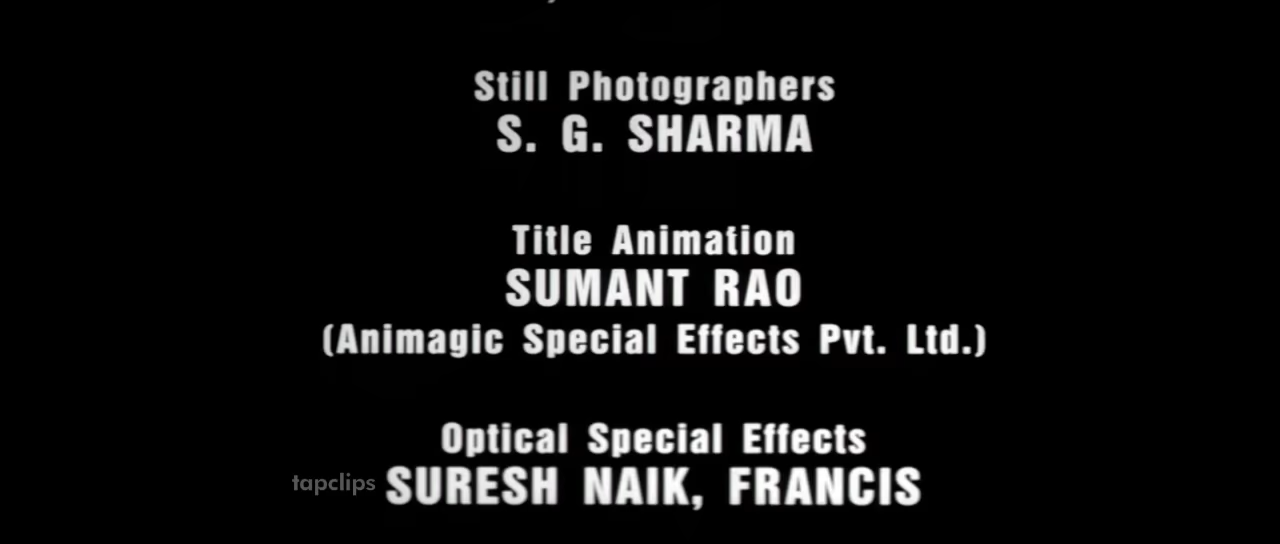 Still Photographers
S. G. SHARMA
Title Animation
SUMANT RAO
(Animagic Special Effects Pvt. Ltd.)
Optical Special Effects
tapclips
SURESH NAIK, FRANCIS